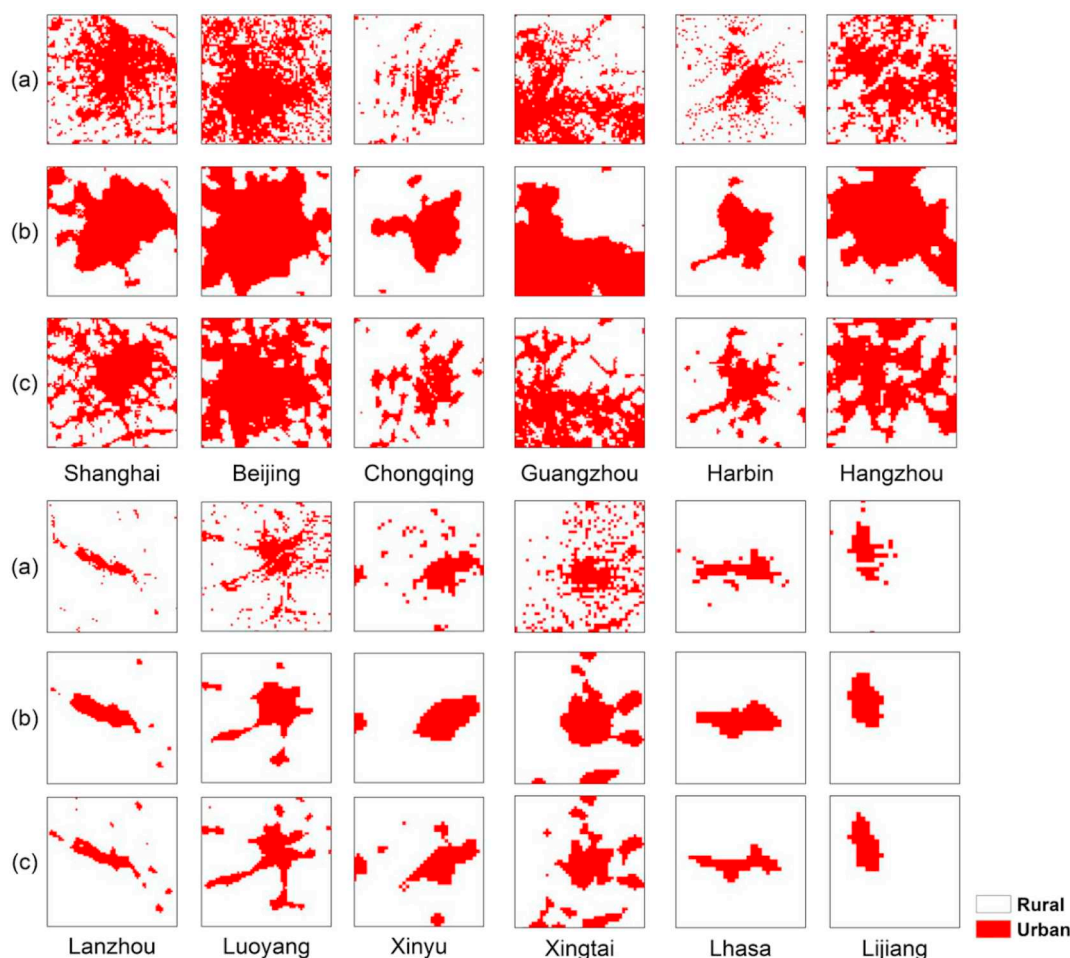 (a)
(b)
(c)
Shanghai Beijing Chongqing Guangzhou Harbin Hangzhou
(a)
(b)
(c)
Lanzhou Luoyang Xinyu Xingtai Lhasa Lijiang
Rural
Urban